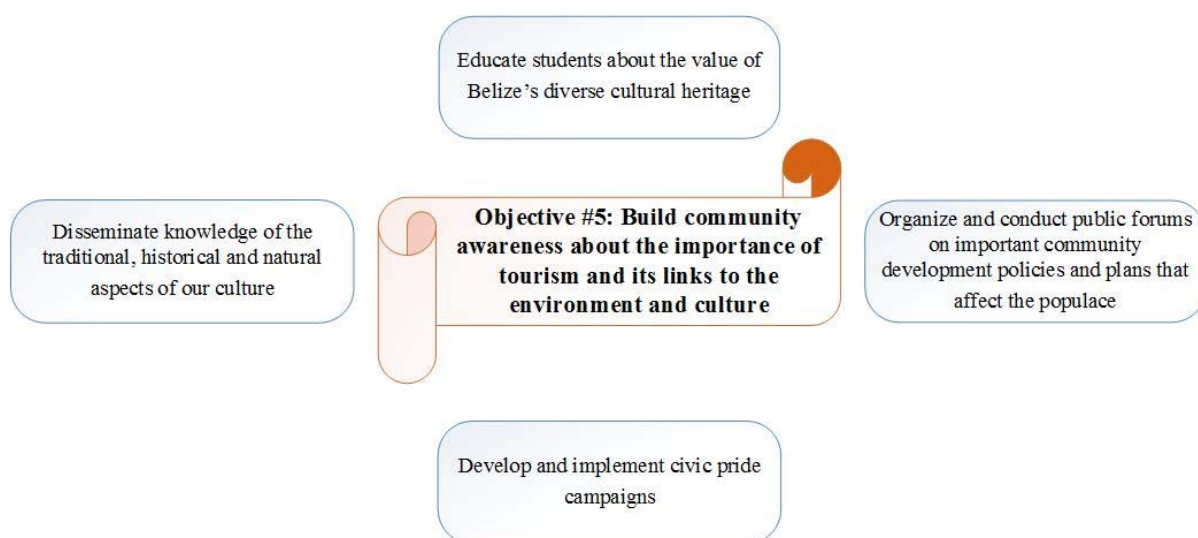 Educate students about the value of
Belize's diverse cultural heritage
Disseminate knowledge of the
traditional, historical and natural
aspects of our culture
Objective #5: Build community
awareness about the importance of
tourism and its links to the
environment and culture
Organize and conduct public forums
on important community
development policies and plans that
affect the populace
Develop and implement civic pride
campaigns